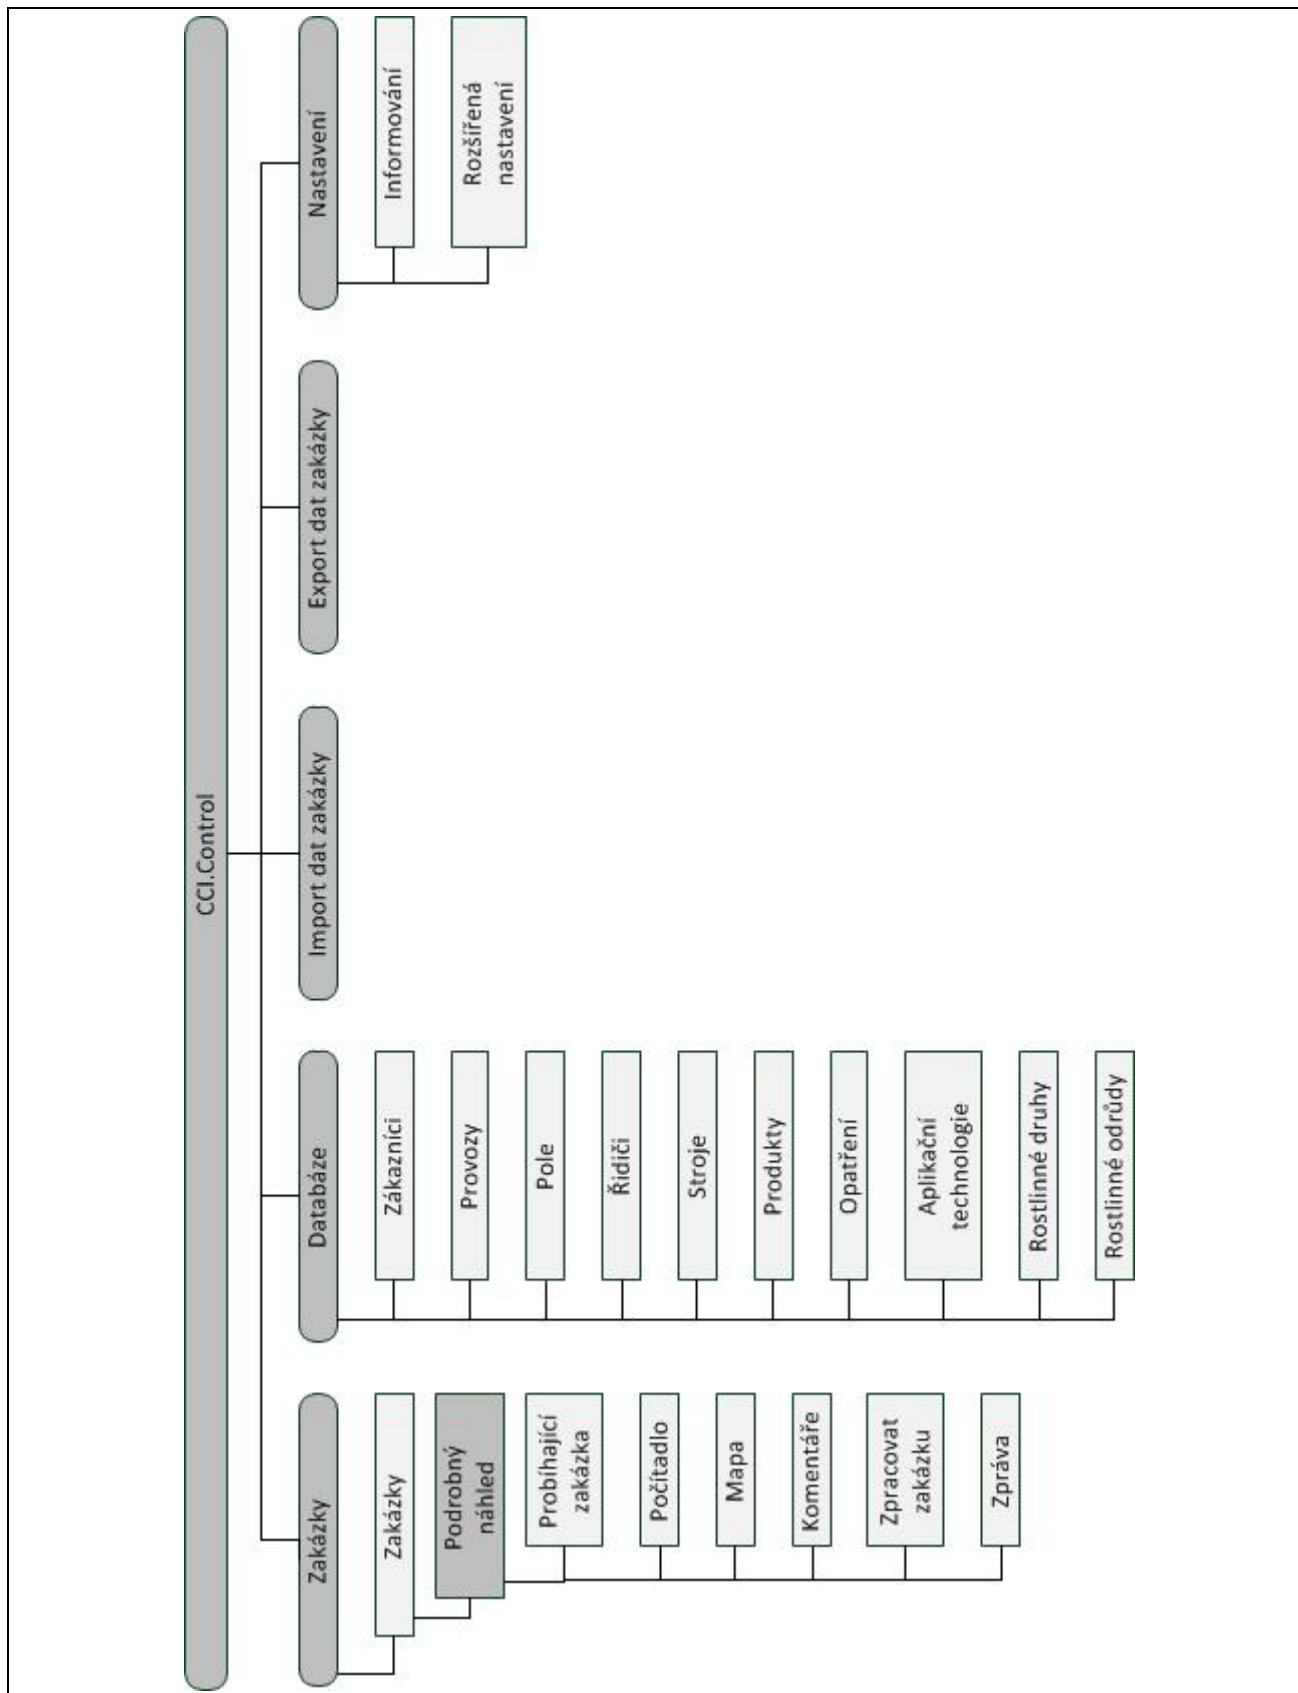 CCI.Control
Zakázky
Zakázky
Podrobný
náhled
Probíhající
zakázka
Počítadlo
Mapa
Komentáře
Zpracovat
zakázku
Zpráva
Databáze
Zákazníci
Provozy
Pole
Řidiči
Stroje
Produkty
Opatření
Aplikační
technologie
Rostlinné druhy
Rostlinné odrůdy
Import dat zakázky
Export dat zakázky
Nastavení
Informování
Rozšířená
nastavení